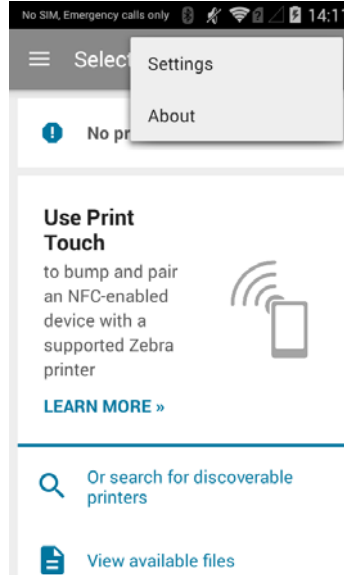 No SIM, Emergency calls only 14:1
Select
Settings
About
No pr
Use Print
Touch
to bump and pair
an NFC-enabled
device with a
supported Zebra
printer
LEARN MORE »
Or search for discoverable
printers
View available files